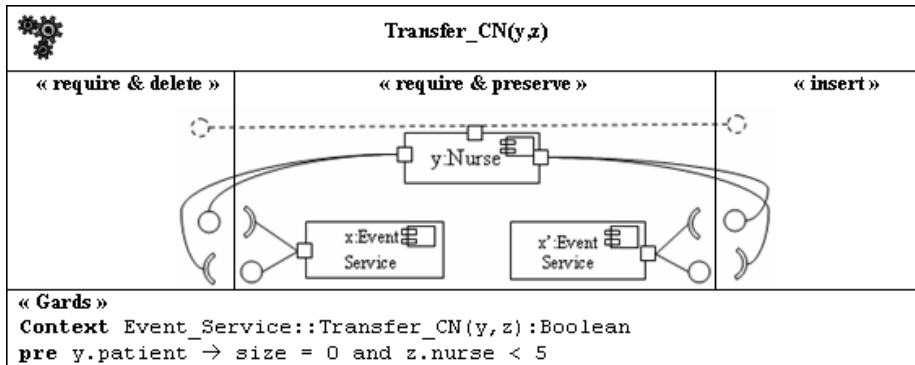 Transfer_CN(y,z)
« require & delete » « require & preserve » « insert »
y:Nurse
x:Event Service
x':Event Service
« Gards »
Context Event_Service::Transfer_CN(y,z):Boolean
pre y.patient → size = 0 and z.nurse < 5